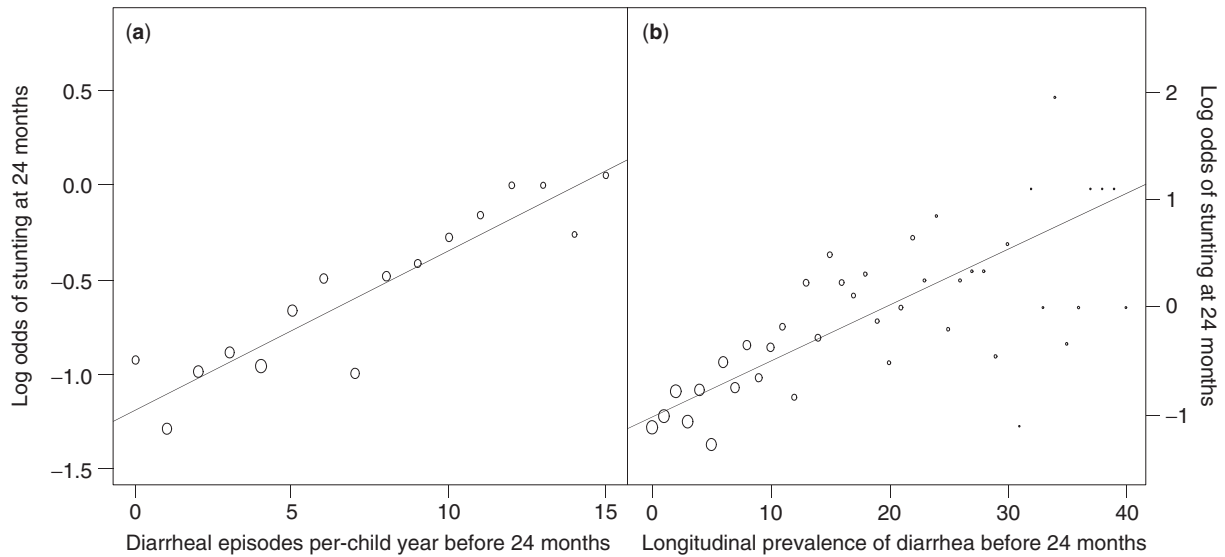 (a)
Log odds of stunting at 24 months
0.5
0.0
−0.5
−1.0
−1.5
0 5 10 15
Diarrheal episodes per-child year before 24 months
(b)
2
1
0
−1
Log odds of stunting at 24 months
0 10 20 30 40
Longitudinal prevalence of diarrhea before 24 months